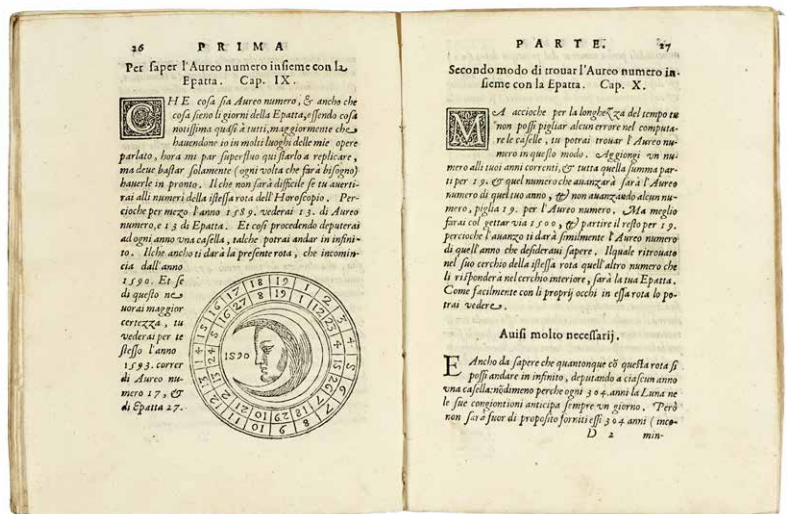 26 PRIMA
Per saper l'Aureo numero insieme con la
Epatta. Cap. IX.
CHE cosa sia Aureo numero, & ancho che
cosa sieno li giorni della Epatta, essendo cosa
notissima quasi à tutti, maggiormente che
hauendone io in molti luoghi delle mie opere
parlato, hora mi par superfluo quì starlo a replicare,
ma deue bastar solamente (ogni volta che farà bisogno)
hauerle in pronto. Il che non sarà difficile se tu auerti-
rai alli numeri della istessa rota dell'Horoscopio. Per-
cioche per mezo l'anno 1589. vederai 13. di Aureo
numero, e 13 di Epatta. Et così procedendo deputerai
ad ogni anno vna casella, talche potrai andar in infini-
to. Ilche ancho ti darà la presente rota, che incomin-
cia dall'anno
1590. Et se
di questo ne
vorai maggior
certezza, tu
vederai per te
stesso l'anno
1593. correr
di Aureo nu-
mero 17, &
di Epatta 27.
1590
PARTE. 27
Secondo modo di trouar l'Aureo numero in-
sieme con la Epatta. Cap. X.
MA accioche per la longhezza del tempo tu
non possi pigliar alcun errore nel computa-
re le caselle, tu potrai trouar l'Aureo nu-
mero in questo modo. Aggiongi vn nu-
mero alli tuoi anni correnti, & tutta quella summa par-
ti per 19. & quel numero che auanzarà sarà l'Aureo
numero di quel tuo anno, & non auanzando alcun nu-
mero, piglia 19. per l'Aureo numero. Ma meglio
farai col gettar via 1500, & partire il resto per 19.
percioche l'auanzo ti darà similmente l'Aureo numero
di quell'anno che desideraui sapere. Ilquale ritrouato
nel suo cerchio della istessa rota quell'altro numero che
li risponderà nel cerchio interiore, sarà la tua Epatta.
Come facilmente con li proprij occhi in essa rota lo po-
trai vedere.
Auisi molto necessarij.
E Ancho da sapere che quantonque cō questa rota si
possi andare in infinito, deputando à ciascun anno
vna casella: nōdimeno perche ogni 304. anni la Luna ne
le sue congiontioni anticipa sempre vn giorno. Però
non sarà fuor di proposito forniti essi 304 anni (inco-
D 2 min-